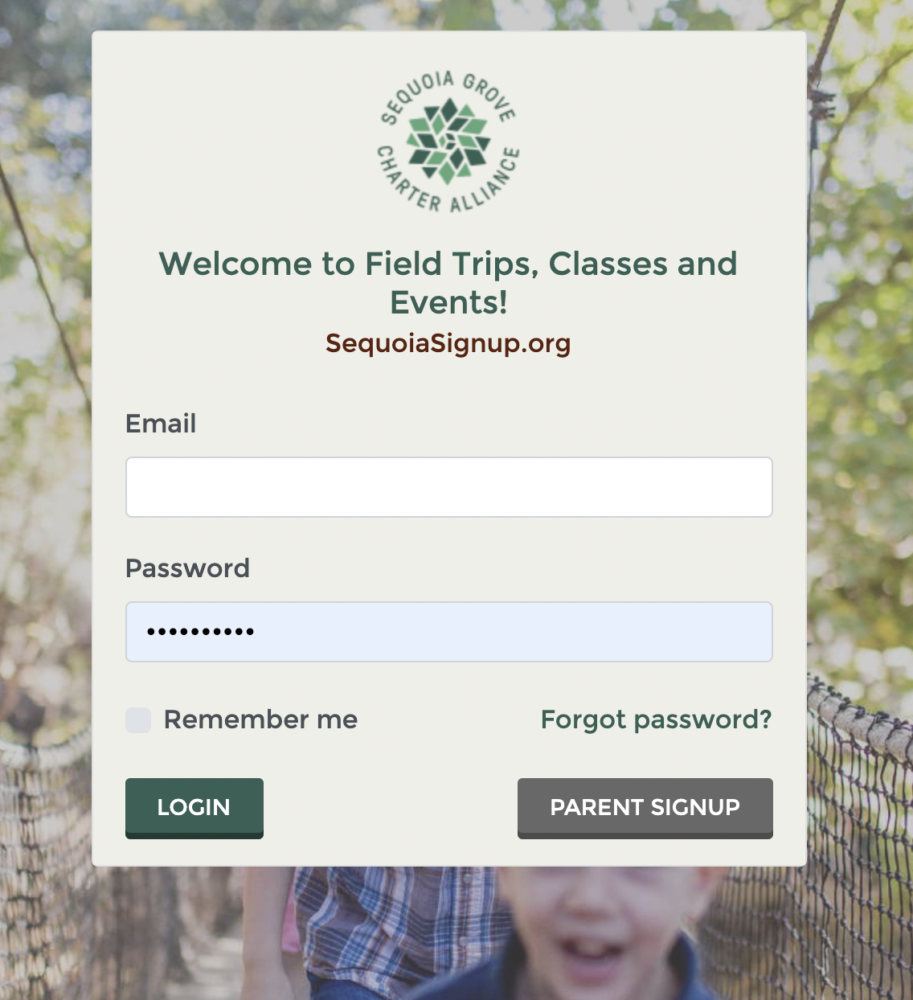 SEQUOIA GROVE
CHARTER ALLIANCE
Welcome to Field Trips, Classes and
Events!
SequoiaSignup.org
Email
Password
••••••••••
Remember me
Forgot password?
LOGIN
PARENT SIGNUP